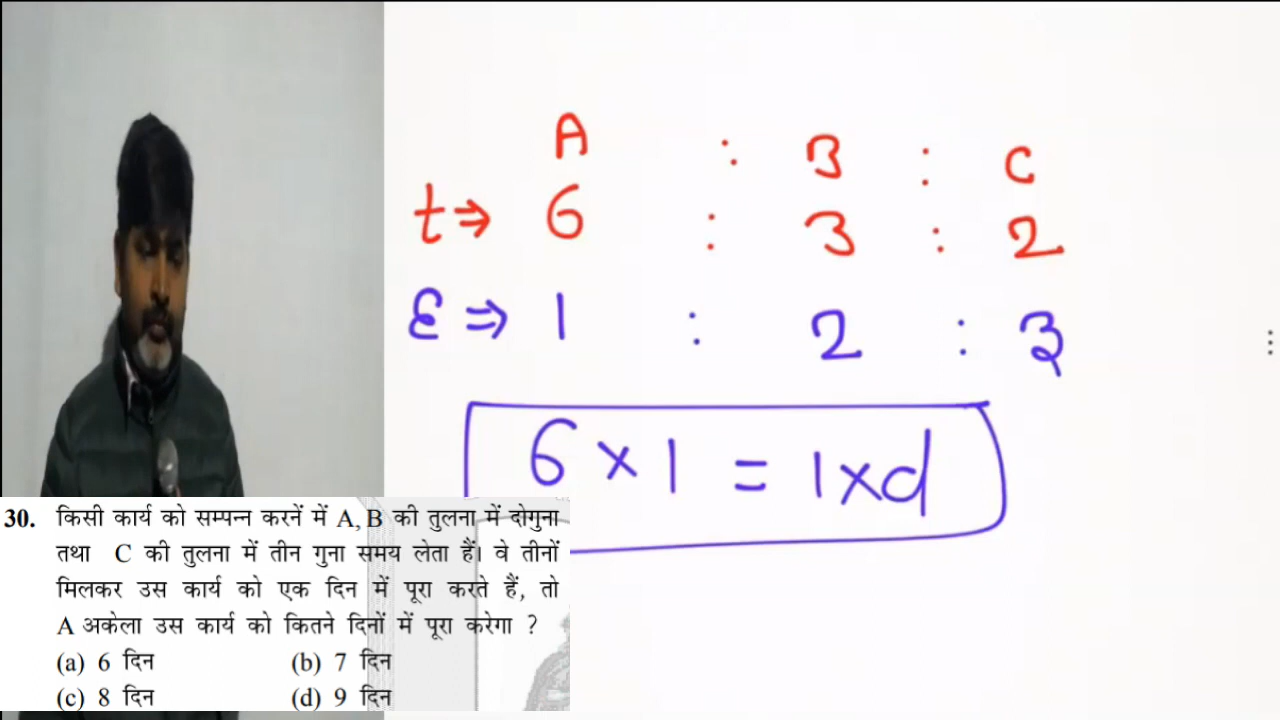 A : B : C
t ⇒ 6 : 3 : 2
ε ⇒ 1 : 2 : 3
6 × 1 = 1 × d
30. किसी कार्य को सम्पन्न करनें में A, B की तुलना में दोगुना
तथा C की तुलना में तीन गुना समय लेता हैं। वे तीनों
मिलकर उस कार्य को एक दिन में पूरा करते हैं, तो
A अकेला उस कार्य को कितने दिनों में पूरा करेगा ?
(a) 6 दिन (b) 7 दिन
(c) 8 दिन (d) 9 दिन